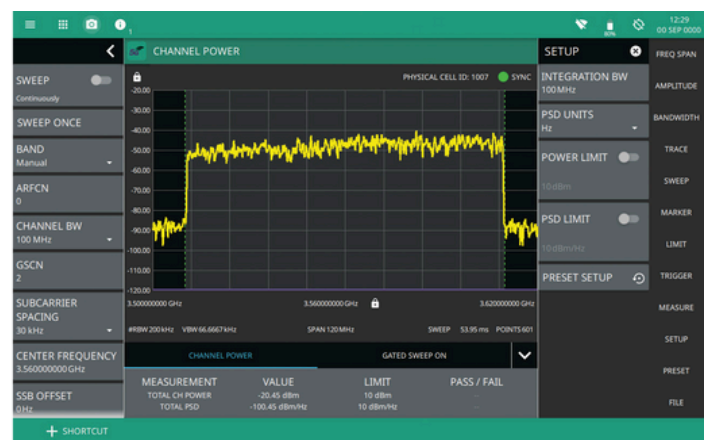 1
80%
12:29
00 SEP 0000
5G
CHANNEL POWER
SETUP
FREQ SPAN
SWEEP
Continuously
SWEEP ONCE
BAND
Manual
ARFCN
0
CHANNEL BW
100 MHz
GSCN
2
SUBCARRIER
SPACING
30 kHz
CENTER FREQUENCY
3.560000000 GHz
SSB OFFSET
0 Hz
+ SHORTCUT
PHYSICAL CELL ID: 1007 SYNC
-20.00
-30.00
-40.00
-50.00
-60.00
-70.00
-80.00
-90.00
-100.00
-110.00
-120.00
3.500000000 GHz 3.560000000 GHz 3.620000000 GHz
#RBW 200 kHz VBW 66.6667 kHz SPAN 120 MHz SWEEP 53.95 ms POINTS 601
CHANNEL POWER GATED SWEEP ON
MEASUREMENT VALUE LIMIT PASS / FAIL
TOTAL CH POWER -20.45 dBm 10 dBm --
TOTAL PSD -100.45 dBm/Hz 10 dBm/Hz --
INTEGRATION BW
100 MHz
PSD UNITS
Hz
POWER LIMIT
10 dBm
PSD LIMIT
10 dBm/Hz
PRESET SETUP
AMPLITUDE
BANDWIDTH
TRACE
SWEEP
MARKER
LIMIT
TRIGGER
MEASURE
SETUP
PRESET
FILE